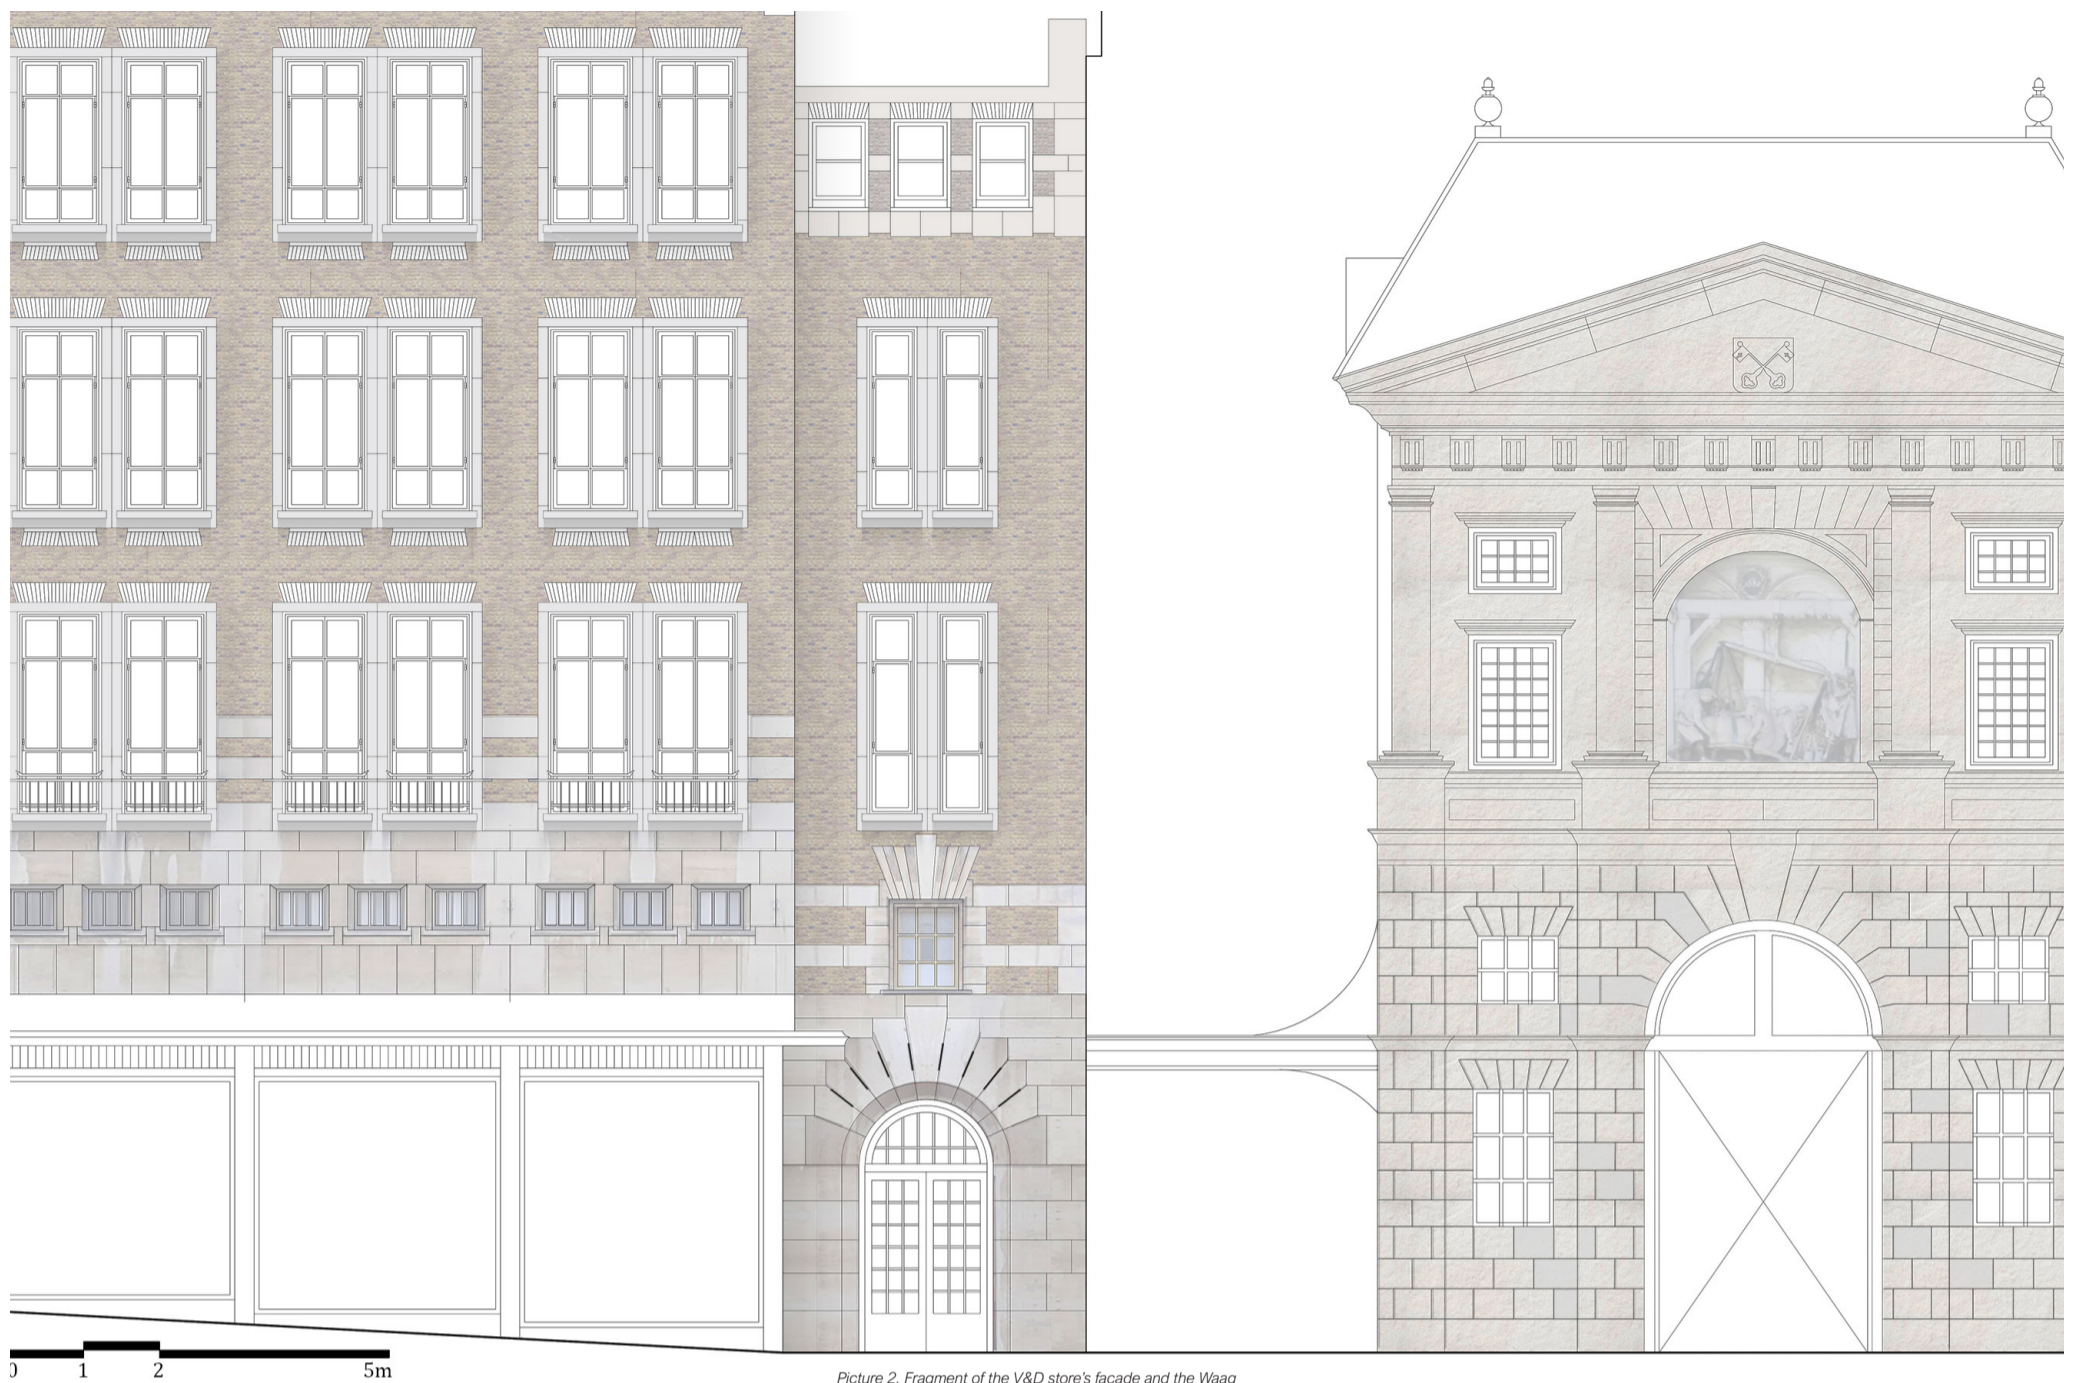 0 1 2 5m
Picture 2. Fragment of the V&D store's facade and the Waag